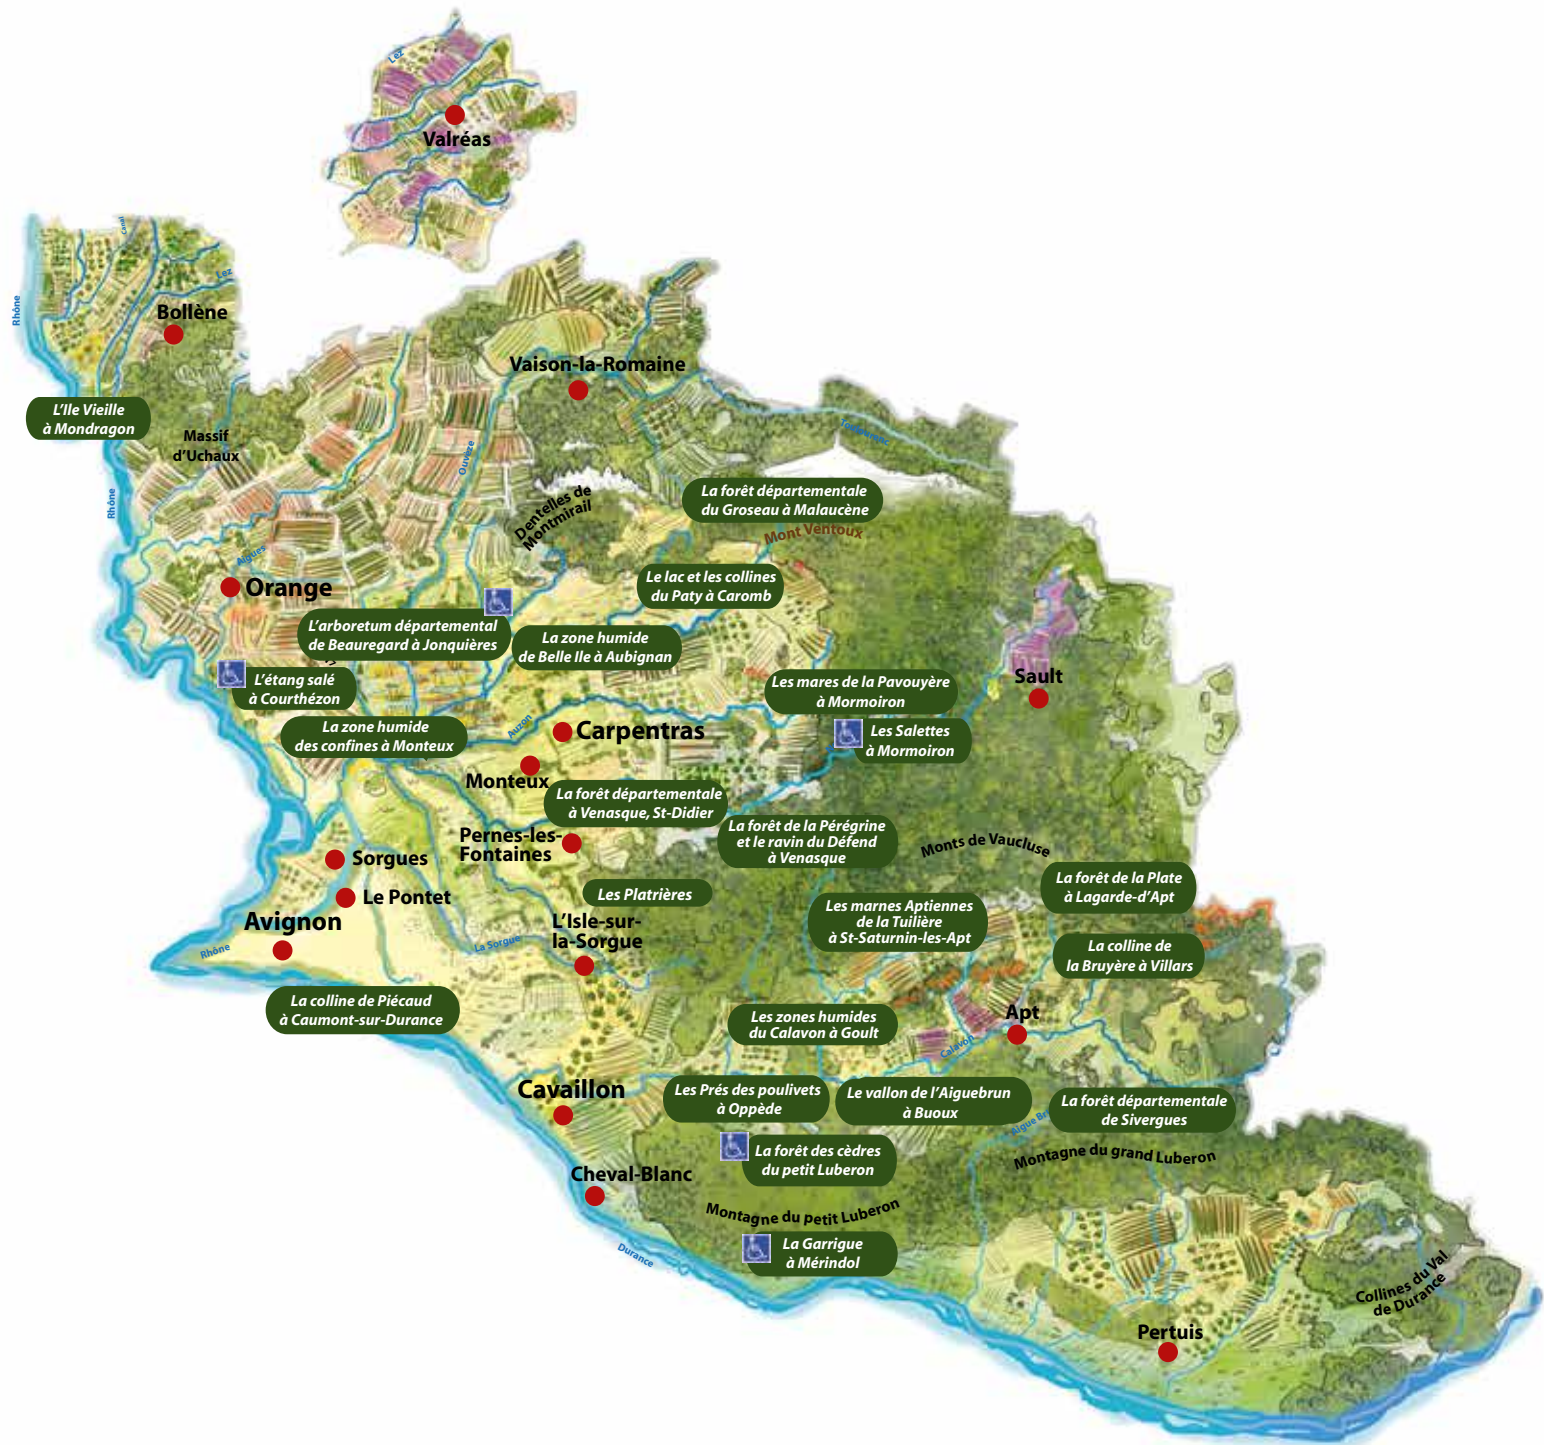 Lez
Valréas
Canal
Lez
Rhône
Bollène
Vaison-la-Romaine
L'Ile Vieille
à Mondragon
Massif
d'Uchaux
Toulourenc
Ouvèze
Rhône
Dentelles de
Montmirail
La forêt départementale
du Groseau à Malaucène
Mont Ventoux
Aigues
Orange
Le lac et les collines
du Paty à Caromb
L'arboretum départemental
de Beauregard à Jonquières
La zone humide
de Belle Ile à Aubignan
L'étang salé
à Courthézon
Les mares de la Pavouyère
à Mormoiron
Sault
La zone humide
des confines à Monteux
Auzon
Carpentras
Les Salettes
à Mormoiron
Monteux
La forêt départementale
à Venasque, St-Didier
Pernes-les-
Fontaines
La forêt de la Pérégrine
et le ravin du Défend
à Venasque
Monts de Vaucluse
Sorgues
Le Pontet
Les Platrières
La forêt de la Plate
à Lagarde-d'Apt
Avignon
Les marnes Aptiennes
de la Tuilière
à St-Saturnin-les-Apt
L'Isle-sur-
la-Sorgue
La Sorgue
Rhône
La colline de
la Bruyère à Villars
La colline de Piécaud
à Caumont-sur-Durance
Les zones humides
du Calavon à Goult
Apt
Calavon
Cavaillon
Les Prés des poulivets
à Oppède
Le vallon de l'Aiguebrun
à Buoux
La forêt départementale
de Sivergues
Aigue Br
La forêt des cèdres
du petit Luberon
Montagne du grand Luberon
Cheval-Blanc
Montagne du petit Luberon
Durance
La Garrigue
à Mérindol
Collines du Val
de Durance
Pertuis